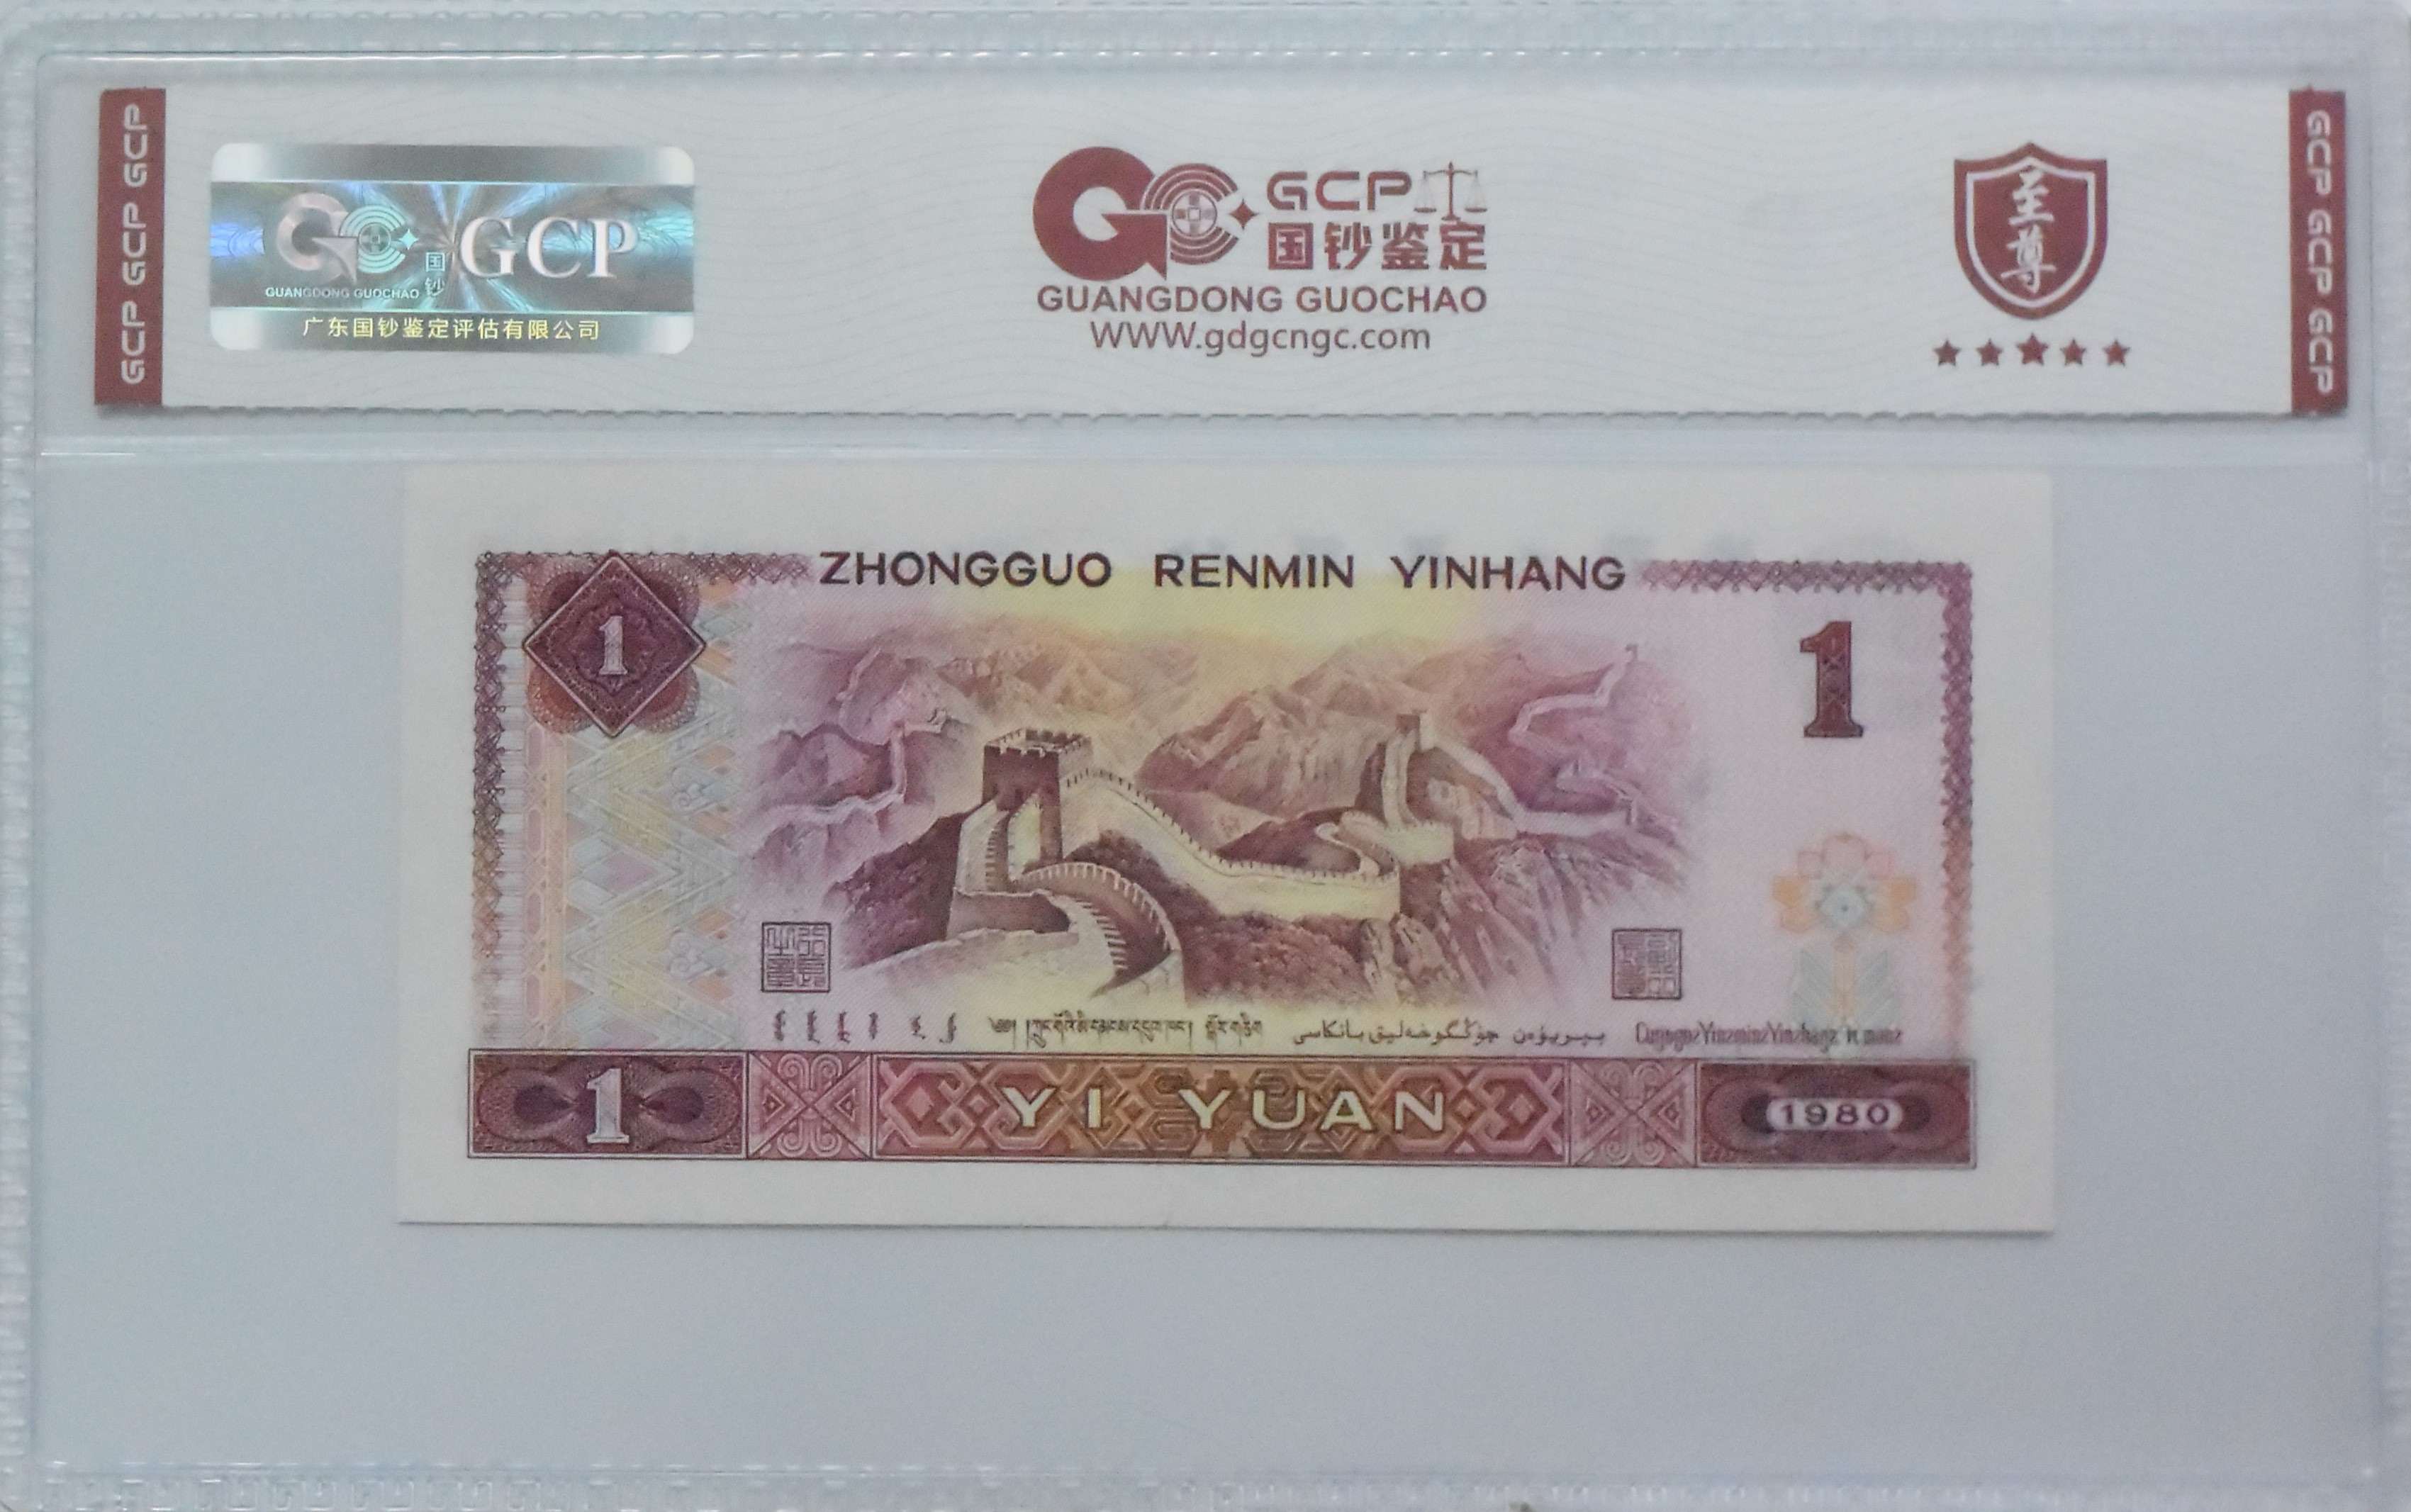 GCP GCP GCP
GCP
国钞
GUANGDONG GUOCHAO
广东国钞鉴定评估有限公司
GCP
国钞鉴定
GUANGDONG GUOCHAO
WWW.gdgcngc.com
至尊
GCP GCP GCP
ZHONGGUO RENMIN YINHANG
1
1
1
YI YUAN
1980